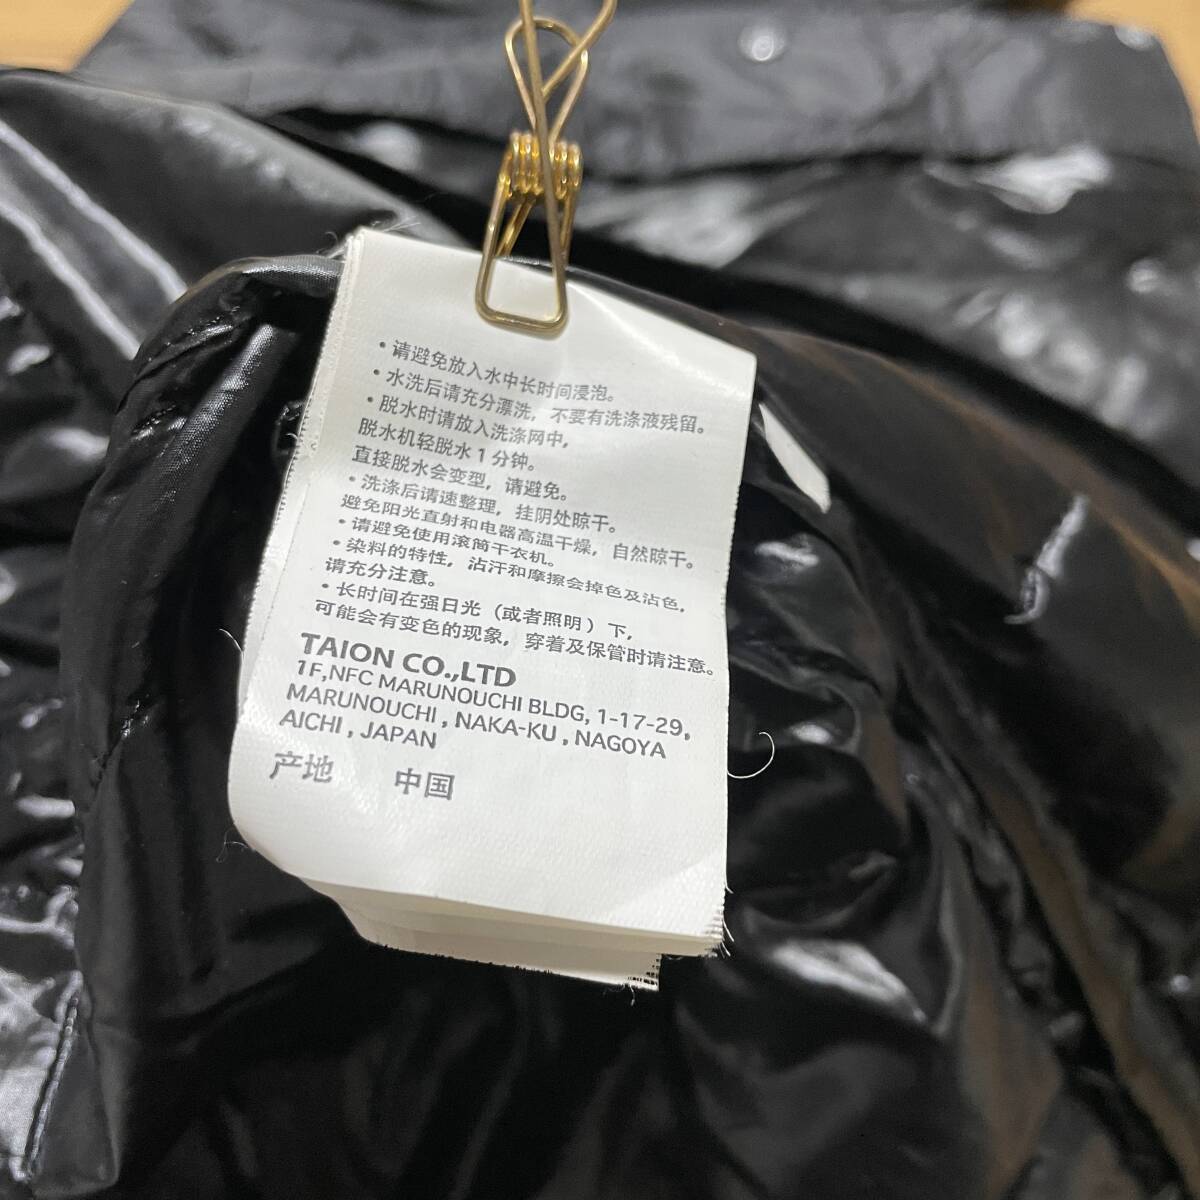 ・请避免放入水中长时间浸泡。
・水洗后请充分漂洗，不要有洗涤液残留。
・脱水时请放入洗涤网中，
脱水机轻脱水1分钟。
直接脱水会变型，请避免。
・洗涤后请速整理，挂阴处晾干。
避免阳光直射和电器高温干燥，自然晾干。
・请避免使用滚筒干衣机。
・染料的特性，沾汗和摩擦会掉色及沾色，
请充分注意。
・长时间在强日光（或者照明）下，
可能会有变色的现象，穿着及保管时请注意。
TAION CO.,LTD
1F,NFC MARUNOUCHI BLDG, 1-17-29,
MARUNOUCHI , NAKA-KU , NAGOYA
AICHI , JAPAN
产地 中国